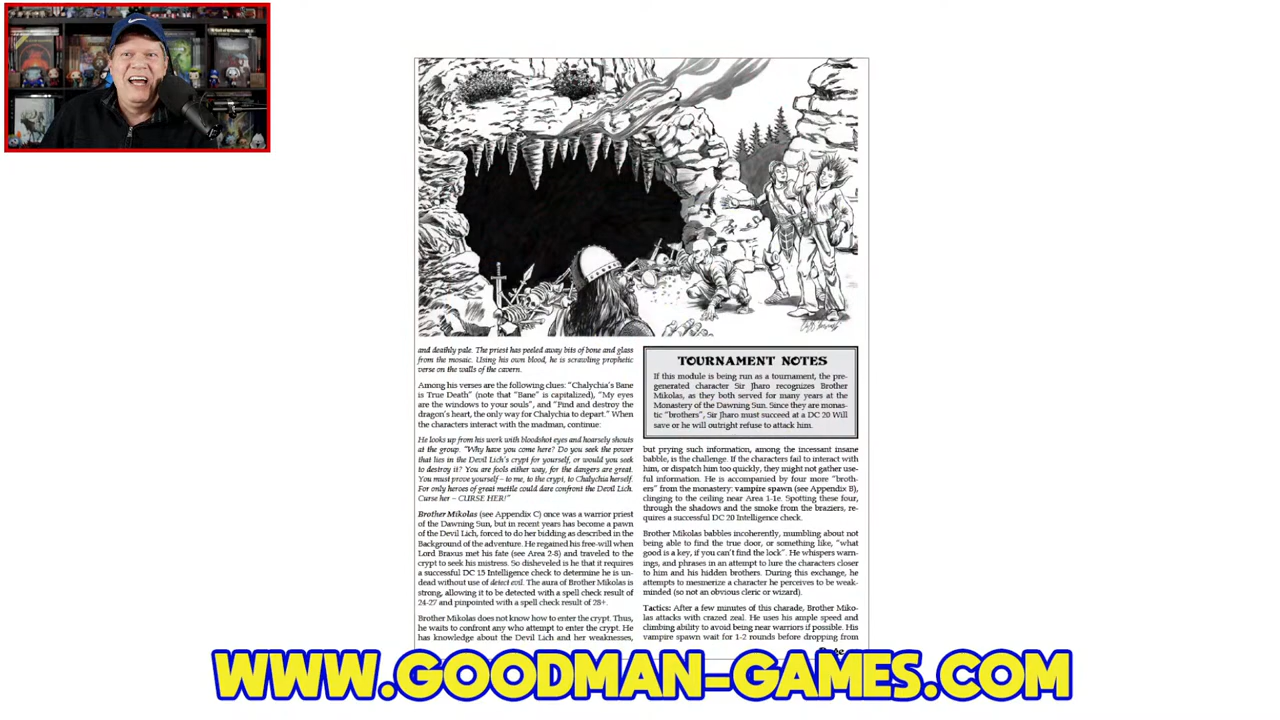 and deathly pale. The priest has peeled away bits of bone and glass
from the mosaic. Using his own blood, he is scrawling prophetic
verse on the walls of the cavern.
Among his verses are the following clues: “Chalychia’s Bane
is True Death” (note that “Bane” is capitalized), “My eyes
are the windows to your souls”, and “Find and destroy the
dragon’s heart, the only way for Chalychia to depart.” When
the characters interact with the madman, continue:
He looks up from his work with bloodshot eyes and hoarsely shouts
at the group. “Why have you come here? Do you seek the power
that lies in the Devil Lich’s crypt for yourself, or would you seek
to destroy it? You are fools either way, for the dangers are great.
You must prove yourself – to me, to the crypt, to Chalychia herself.
For only heroes of great mettle could dare confront the Devil Lich.
Curse her – CURSE HER!”
Brother Mikolas (see Appendix C) once was a warrior priest
of the Dawning Sun, but in recent years has become a pawn
of the Devil Lich, forced to do her bidding as described in the
Background of the adventure. He regained his free-will when
Lord Braxus met his fate (see Area 2-8) and traveled to the
crypt to seek his mistress. So disheveled is he that it requires
a successful DC 15 Intelligence check to determine he is un-
dead without use of detect evil. The aura of Brother Mikolas is
strong, allowing it to be detected with a spell check result of
24-27 and pinpointed with a spell check result of 28+.
Brother Mikolas does not know how to enter the crypt. Thus,
he waits to confront any who attempt to enter the crypt. He
has knowledge about the Devil Lich and her weaknesses,
TOURNAMENT NOTES
If this module is being run as a tournament, the pre-
generated character Sir Jharo recognizes Brother
Mikolas, as they both served for many years at the
Monastery of the Dawning Sun. Since they are monas-
tic “brothers”, Sir Jharo must succeed at a DC 20 Will
save or he will outright refuse to attack him.
but prying such information, among the incessant insane
babble, is the challenge. If the characters fail to interact with
him, or dispatch him too quickly, they might not gather use-
ful information. He is accompanied by four more “broth-
ers” from the monastery: vampire spawn (see Appendix B),
clinging to the ceiling near Area 1-1e. Spotting these four,
through the shadows and the smoke from the braziers, re-
quires a successful DC 20 Intelligence check.
Brother Mikolas babbles incoherently, mumbling about not
being able to find the true door, or something like, “what
good is a key, if you can’t find the lock”. He whispers warn-
ings, and phrases in an attempt to lure the characters closer
to him and his hidden brothers. During this exchange, he
attempts to mesmerize a character he perceives to be weak-
minded (so not an obvious cleric or wizard).
Tactics: After a few minutes of this charade, Brother Miko-
las attacks with crazed zeal. He uses his ample speed and
climbing ability to avoid being near warriors if possible. His
vampire spawn wait for 1-2 rounds before dropping from
WWW.GOODMAN-GAMES.COM